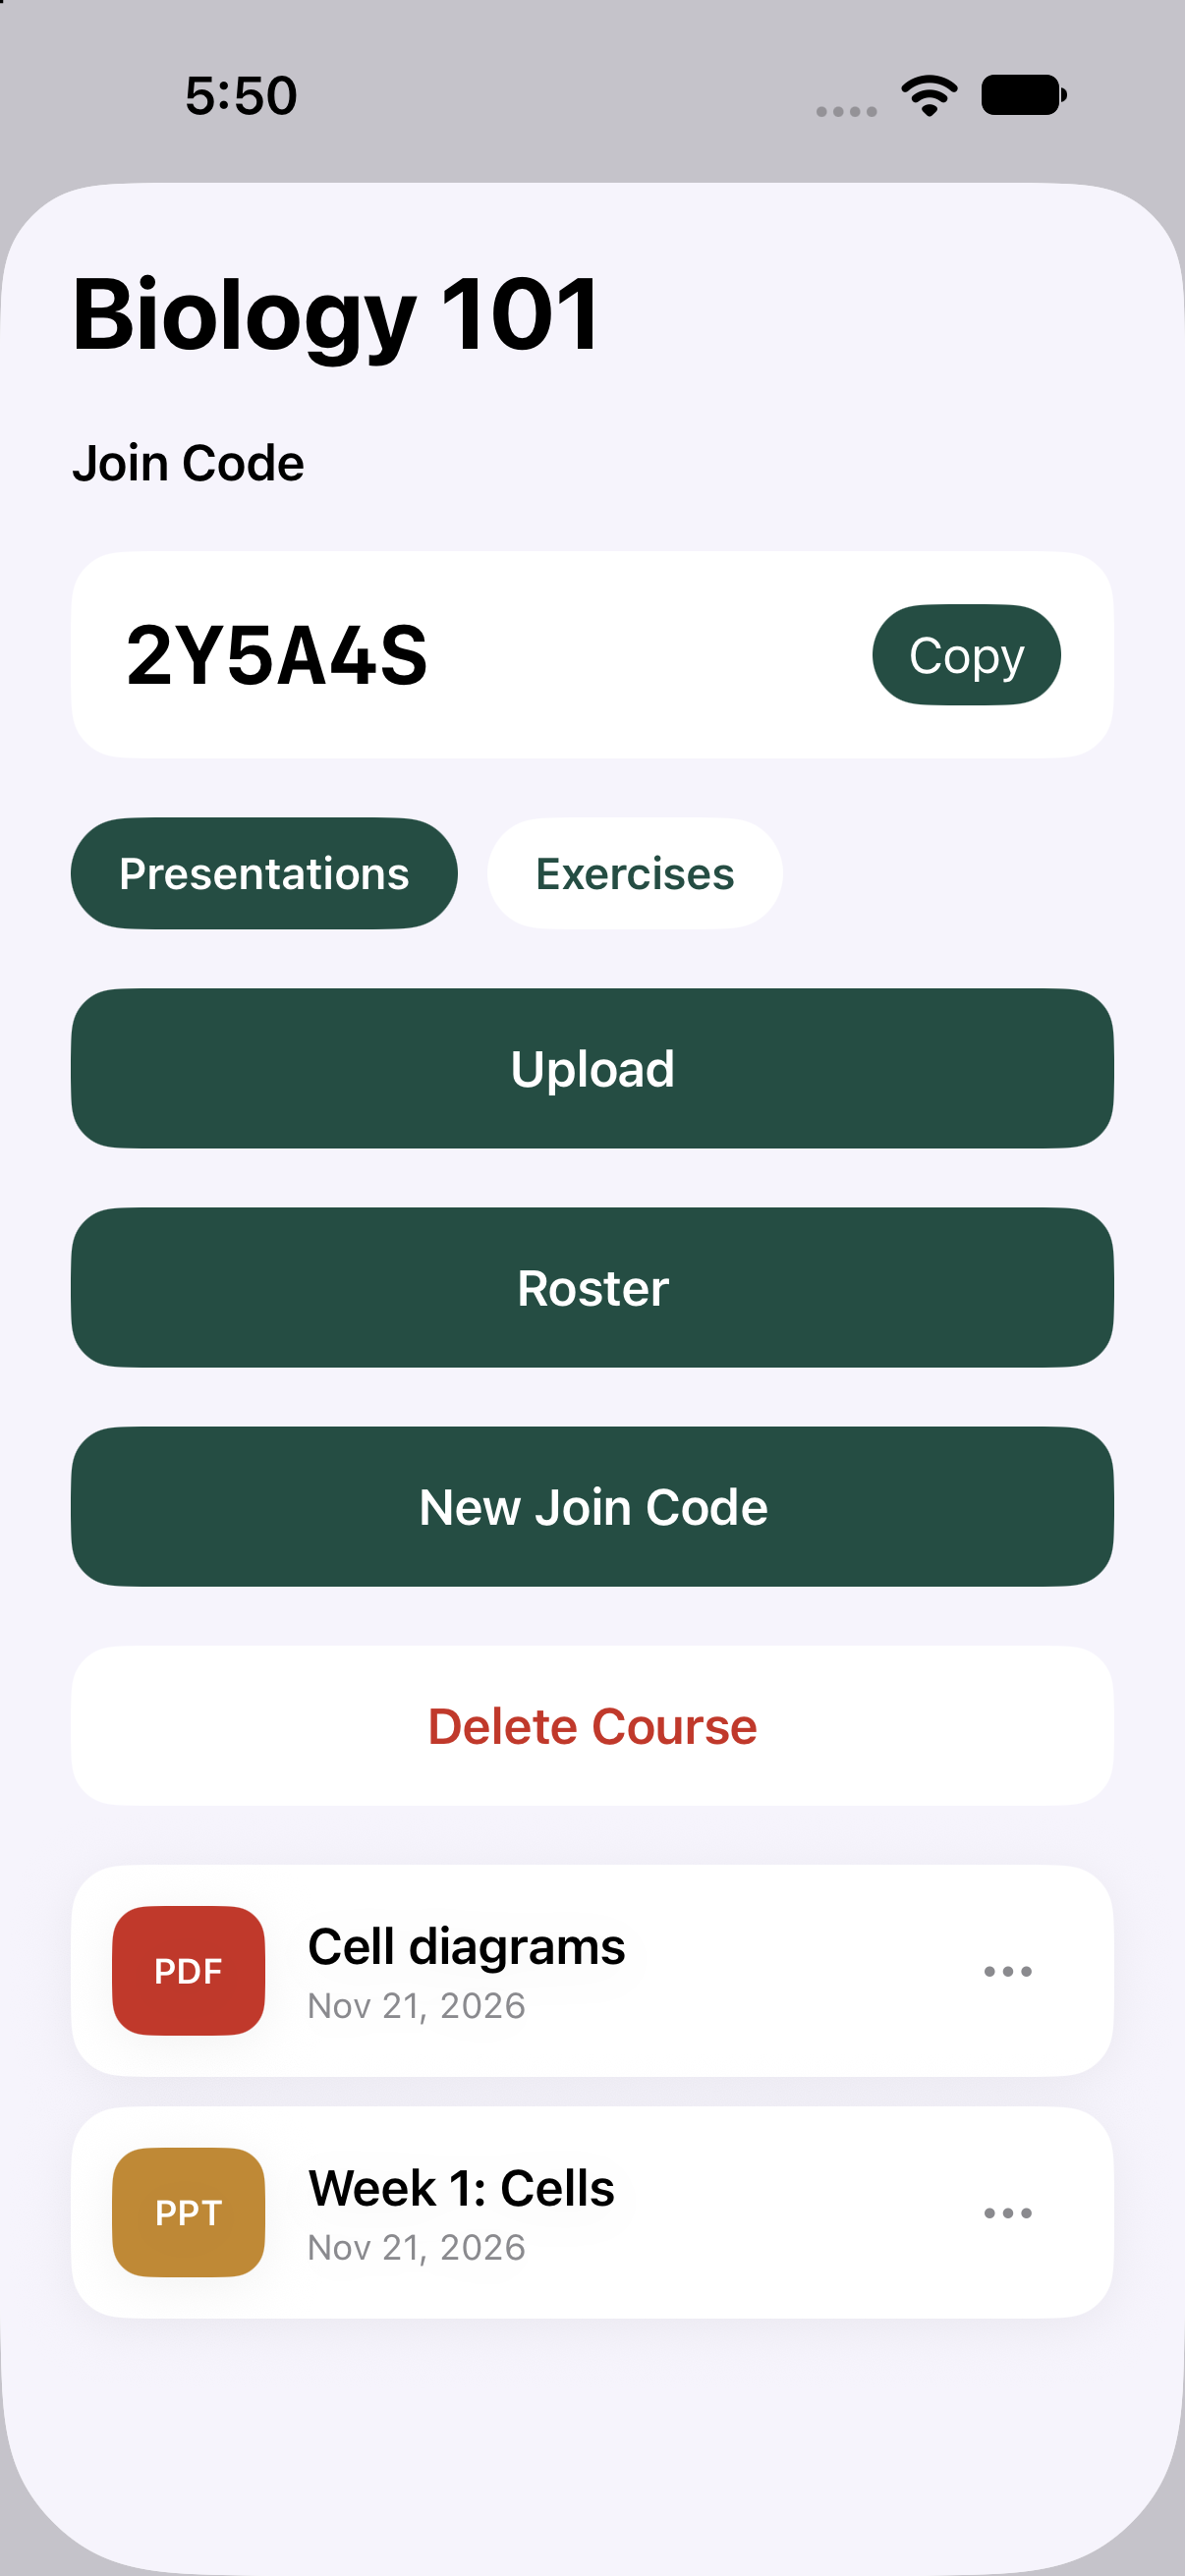 5:50
Biology 101
Join Code
2Y5A4S
Copy
Presentations
Exercises
Upload
Roster
New Join Code
Delete Course
PDF
Cell diagrams
Nov 21, 2026
PPT
Week 1: Cells
Nov 21, 2026